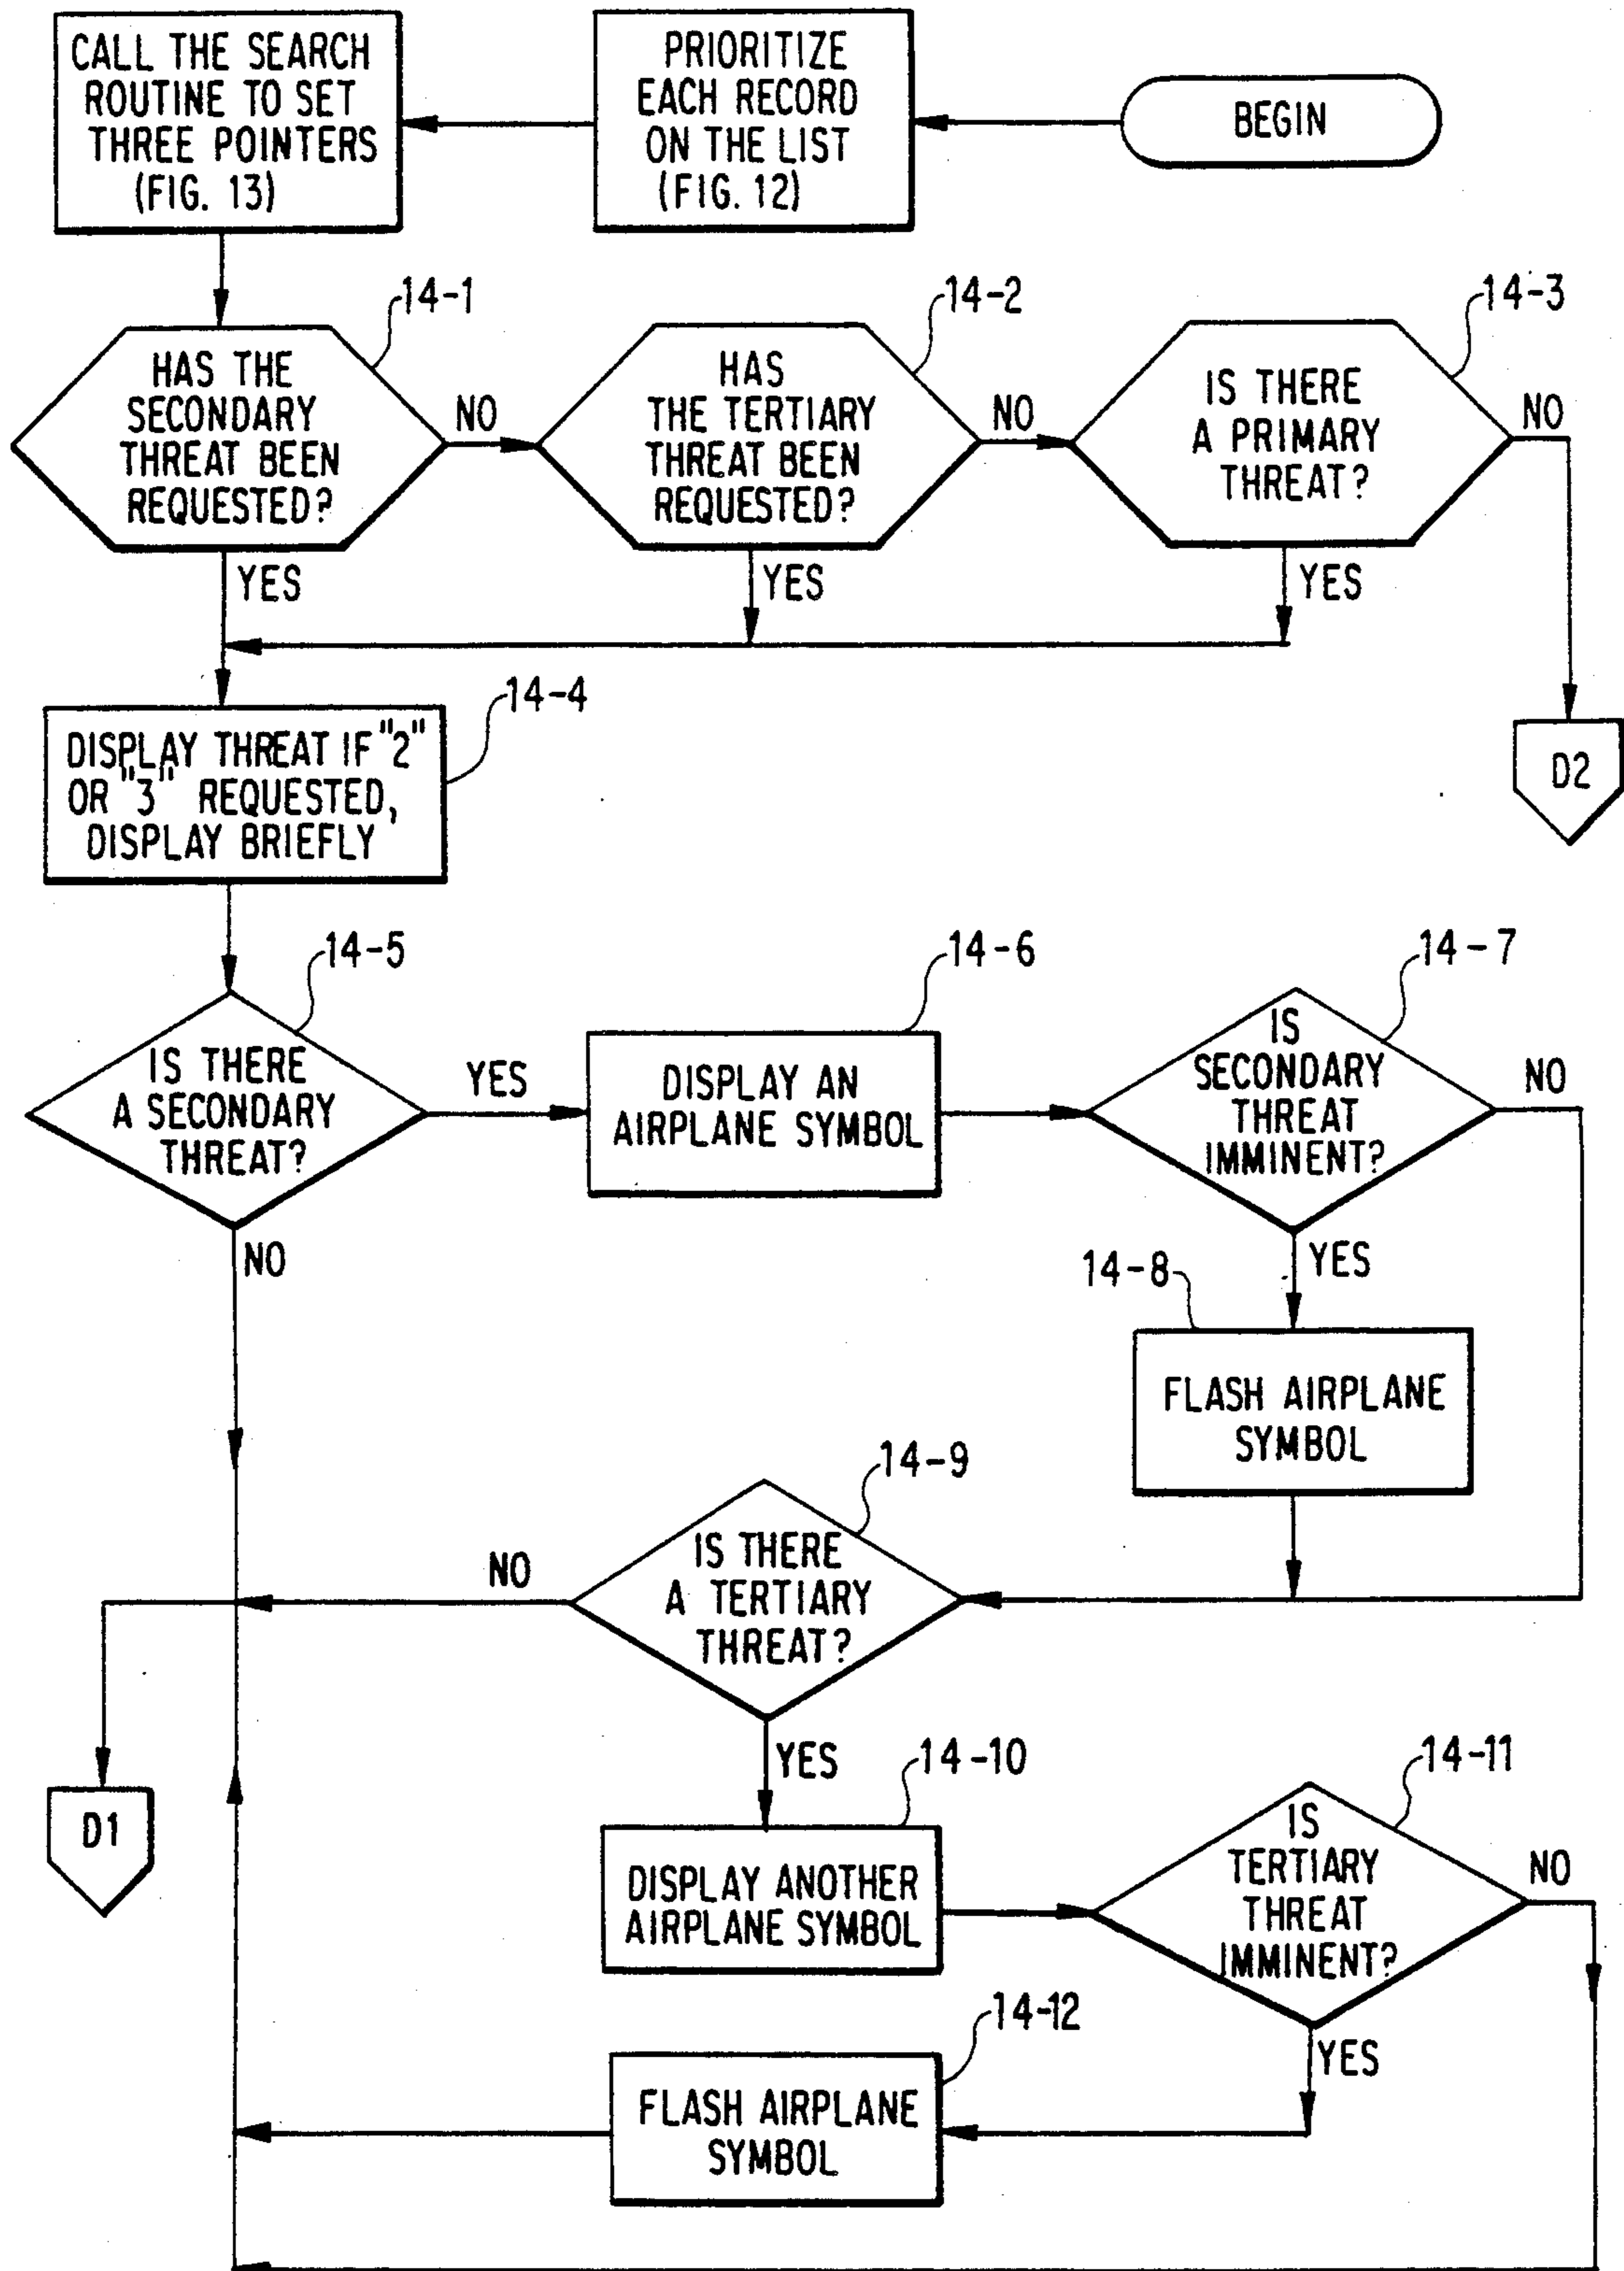 CALL THE SEARCH
ROUTINE TO SET
THREE POINTERS
(FIG. 13)
PRIORITIZE
EACH RECORD
ON THE LIST
(FIG. 12)
BEGIN
14-1
HAS THE
SECONDARY
THREAT BEEN
REQUESTED?
NO
YES
14-2
HAS
THE TERTIARY
THREAT BEEN
REQUESTED?
NO
YES
14-3
IS THERE
A PRIMARY
THREAT?
NO
YES
D2
14-4
DISPLAY THREAT IF "2"
OR "3" REQUESTED,
DISPLAY BRIEFLY
14-5
IS THERE
A SECONDARY
THREAT?
YES
NO
14-6
DISPLAY AN
AIRPLANE SYMBOL
14-7
IS
SECONDARY
THREAT
IMMINENT?
NO
YES
14-8
FLASH AIRPLANE
SYMBOL
14-9
IS THERE
A TERTIARY
THREAT?
NO
YES
D1
14-10
DISPLAY ANOTHER
AIRPLANE SYMBOL
14-11
IS
TERTIARY
THREAT
IMMINENT?
NO
YES
14-12
FLASH AIRPLANE
SYMBOL